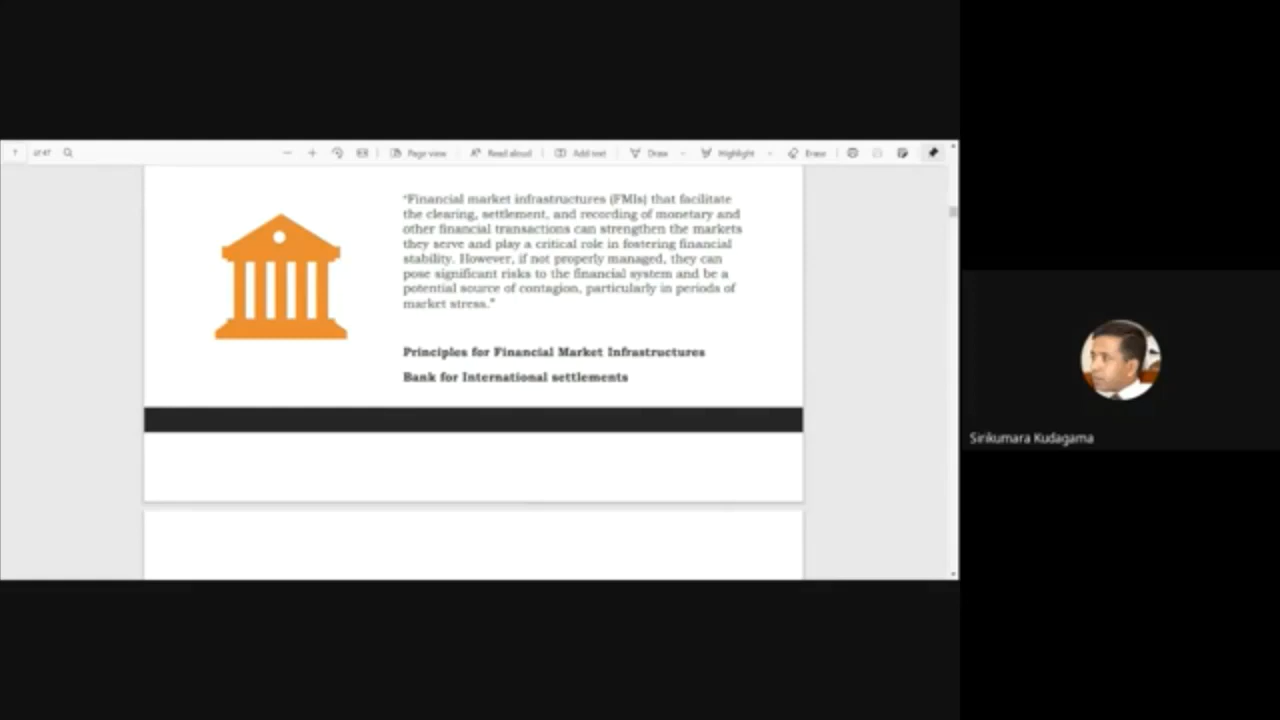 7 of 47
Page view Read aloud Add text Draw Highlight Erase
"Financial market infrastructures (FMIs) that facilitate
the clearing, settlement, and recording of monetary and
other financial transactions can strengthen the markets
they serve and play a critical role in fostering financial
stability. However, if not properly managed, they can
pose significant risks to the financial system and be a
potential source of contagion, particularly in periods of
market stress."
Principles for Financial Market Infrastructures
Bank for International settlements
Sirikumara Kudagama